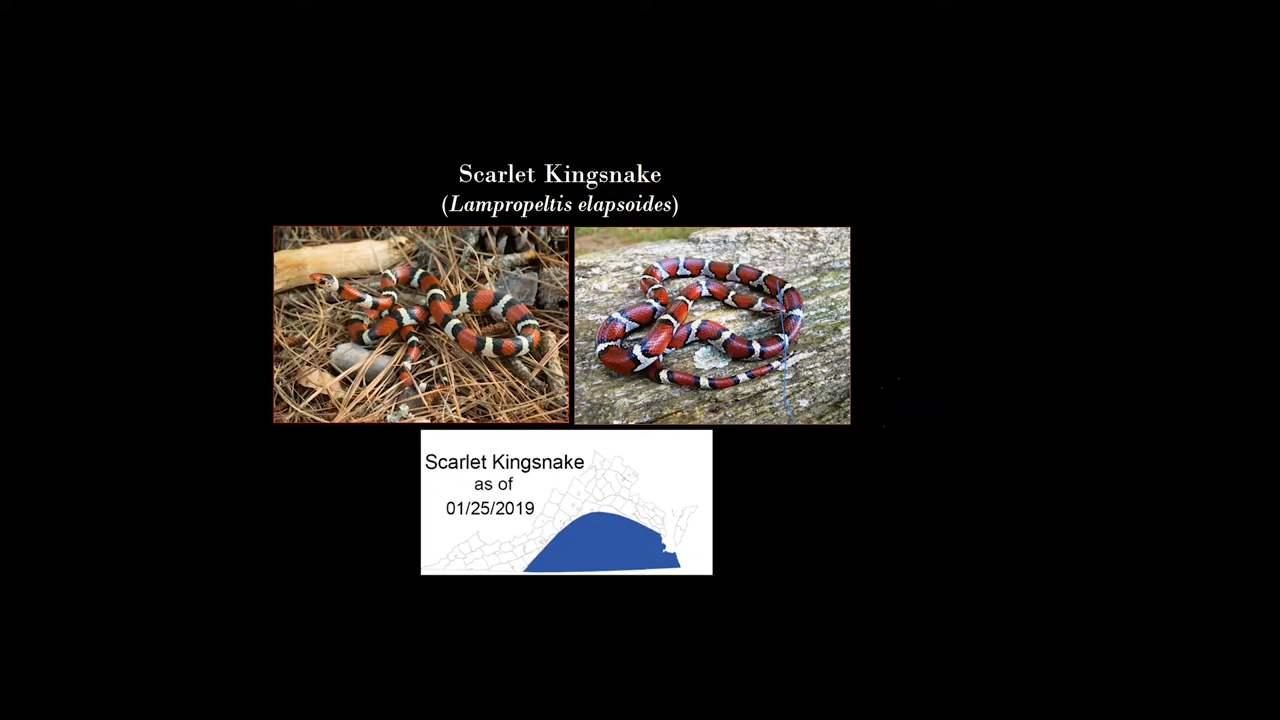 Scarlet Kingsnake
(Lampropeltis elapsoides)
Scarlet Kingsnake
as of
01/25/2019